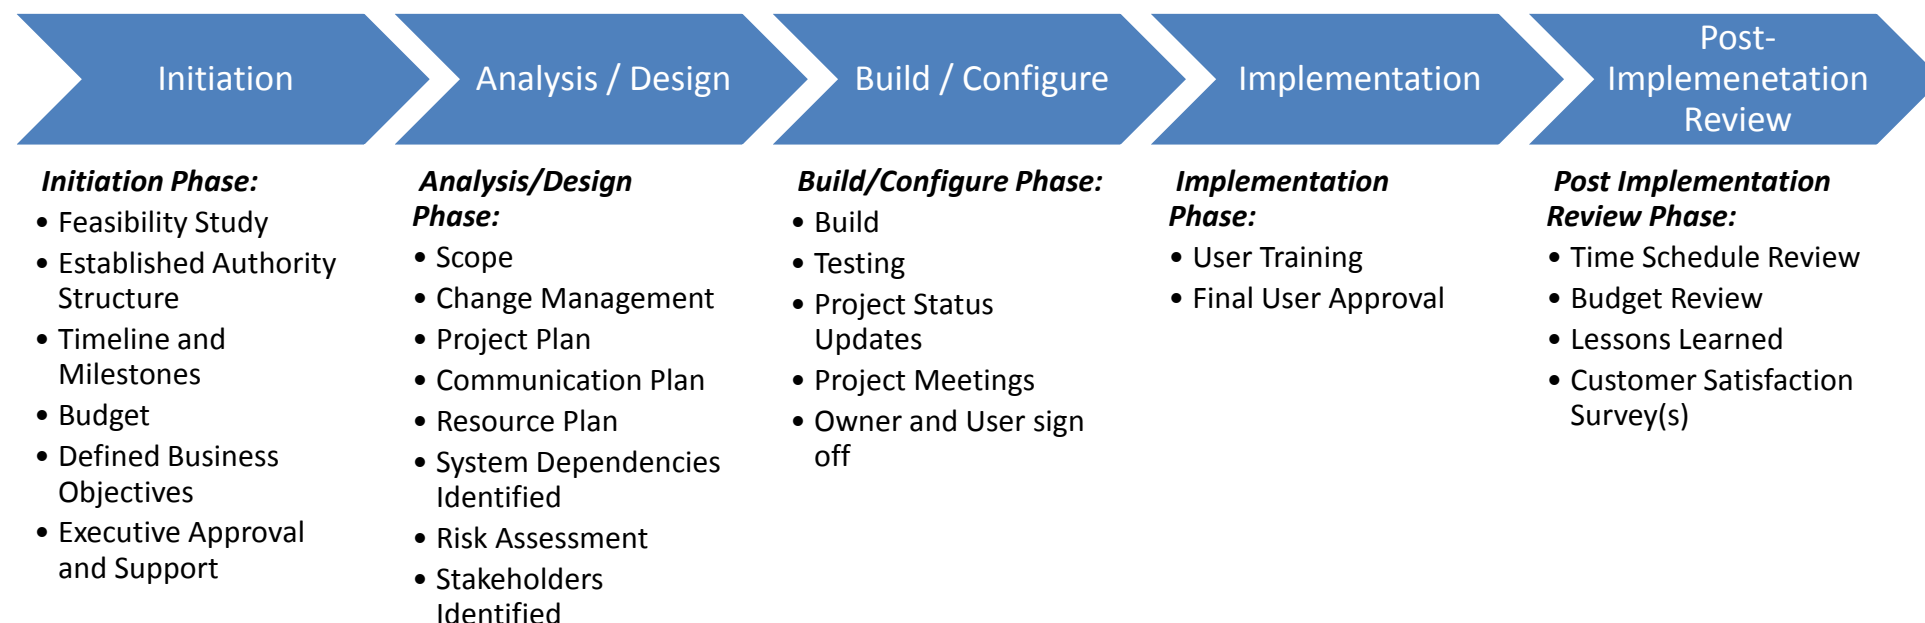 Initiation
Analysis / Design
Build / Configure
Implementation
Post-
Implemenetation
Review
Initiation Phase:
• Feasibility Study
• Established Authority
Structure
• Timeline and
Milestones
• Budget
• Defined Business
Objectives
• Executive Approval
and Support
Analysis/Design
Phase:
• Scope
• Change Management
• Project Plan
• Communication Plan
• Resource Plan
• System Dependencies
Identified
• Risk Assessment
• Stakeholders
Identified
Build/Configure Phase:
• Build
• Testing
• Project Status
Updates
• Project Meetings
• Owner and User sign
off
Implementation
Phase:
• User Training
• Final User Approval
Post Implementation
Review Phase:
• Time Schedule Review
• Budget Review
• Lessons Learned
• Customer Satisfaction
Survey(s)